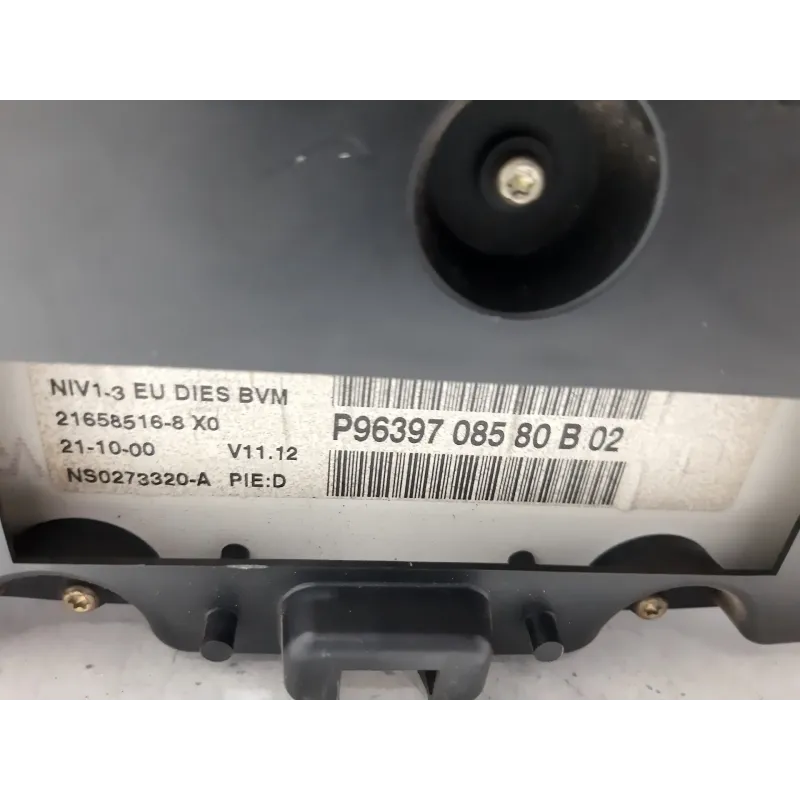 NIV1-3 EU DIES BVM
21658516-8 X0
21-10-00 V11.12
NS0273320-A PIE:D
P96397 085 80 B 02